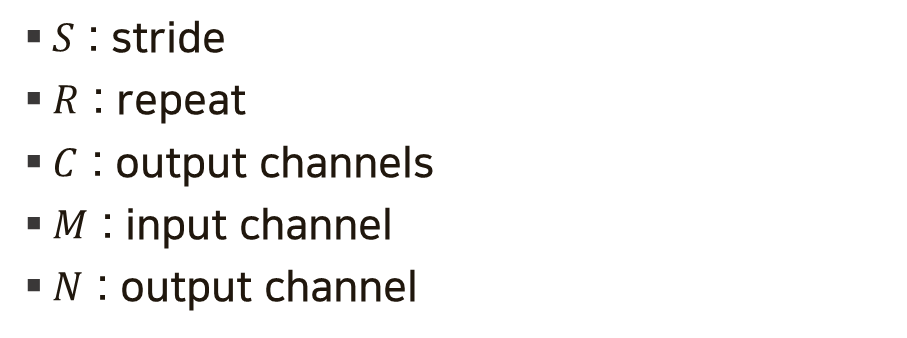 ▪ S : stride
▪ R : repeat
▪ C : output channels
▪ M : input channel
▪ N : output channel